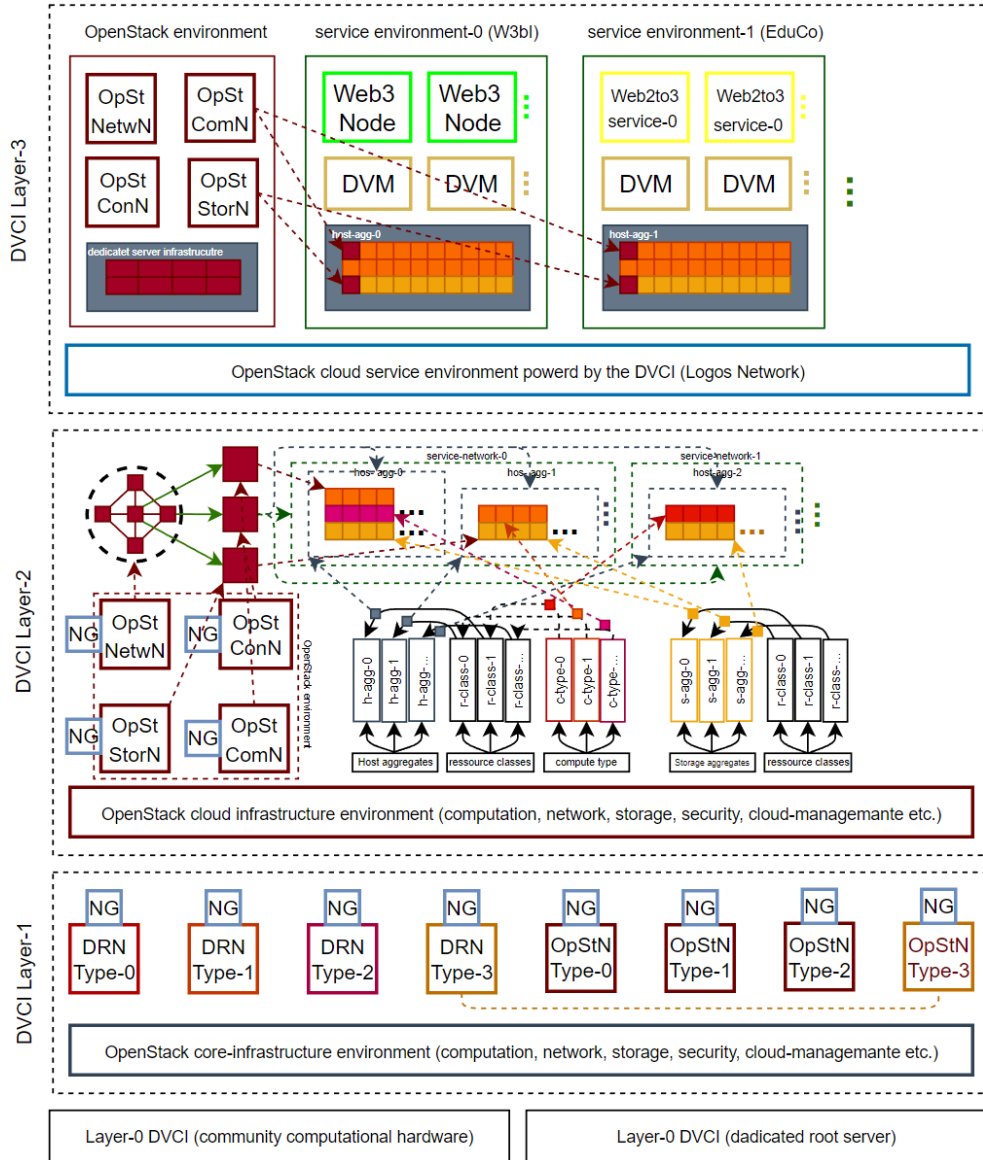 DVCI Layer-3
OpenStack environment
service environment-0 (W3bI)
service environment-1 (EduCo)
OpSt
NetwN
OpSt
ComN
Web3
Node
Web3
Node
Web2to3
service-0
Web2to3
service-0
OpSt
ConN
OpSt
StorN
DVM
DVM
DVM
DVM
dedicatet server infrastrucutre
host-agg-0
host-agg-1
OpenStack cloud service environment powerd by the DVCI (Logos Network)
DVCI Layer-2
service-network-0
service-network-1
hos--agg-0
hos--agg-1
host-agg-2
NG
OpSt
NetwN
NG
OpSt
ConN
NG
OpSt
StorN
NG
OpSt
ComN
OpenStack environment
h-agg-0
h-agg-1
h-agg-...
r-class-0
r-class-1
r-class-...
c-type-0
c-type-1
c-type-...
s-agg-0
s-agg-1
s-agg-...
r-class-0
r-class-1
r-class-...
Host aggregates
ressource classes
compute type
Storage aggregates
ressource classes
OpenStack cloud infrastructure environment (computation, network, storage, security, cloud-managemante etc.)
DVCI Layer-1
NG
DRN
Type-0
NG
DRN
Type-1
NG
DRN
Type-2
NG
DRN
Type-3
NG
OpStN
Type-0
NG
OpStN
Type-1
NG
OpStN
Type-2
NG
OpStN
Type-3
OpenStack core-infrastructure environment (computation, network, storage, security, cloud-managemante etc.)
Layer-0 DVCI (community computational hardware)
Layer-0 DVCI (dadicated root server)